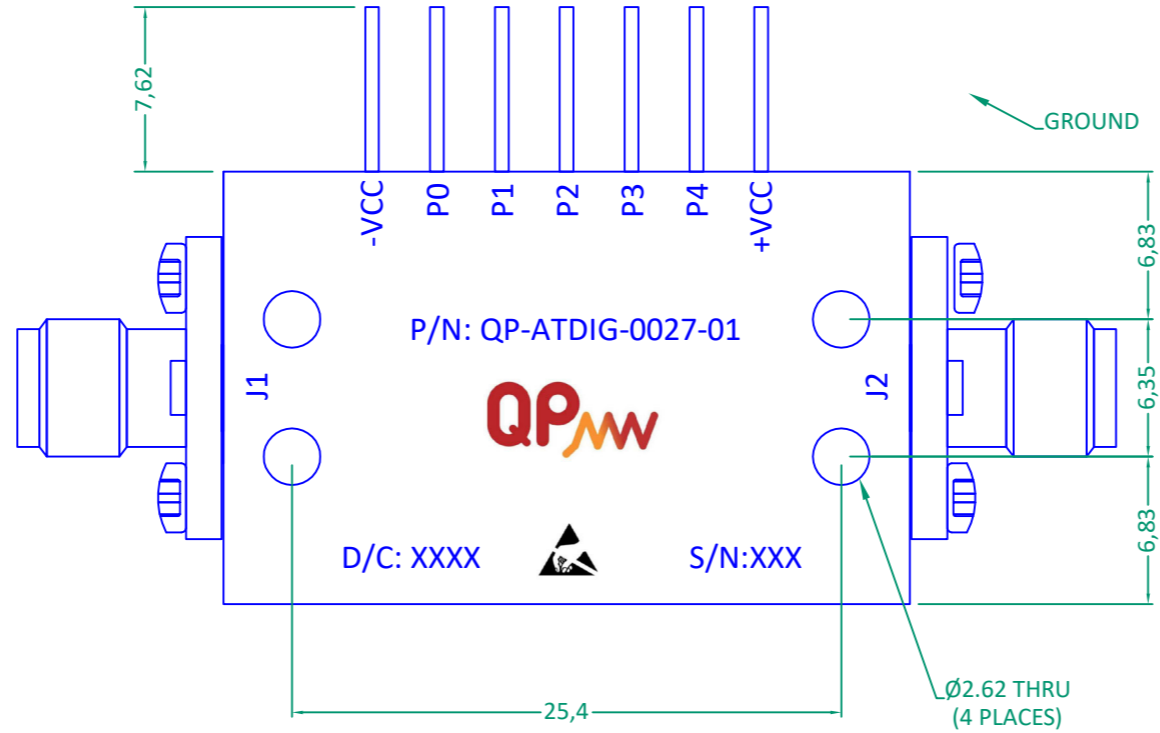 7,62
GROUND
-VCC
P0
P1
P2
P3
P4
+VCC
6,83
P/N: QP-ATDIG-0027-01
J1
QPMW
J2
6,35
D/C: XXXX
S/N:XXX
6,83
25,4
Ø2.62 THRU
(4 PLACES)